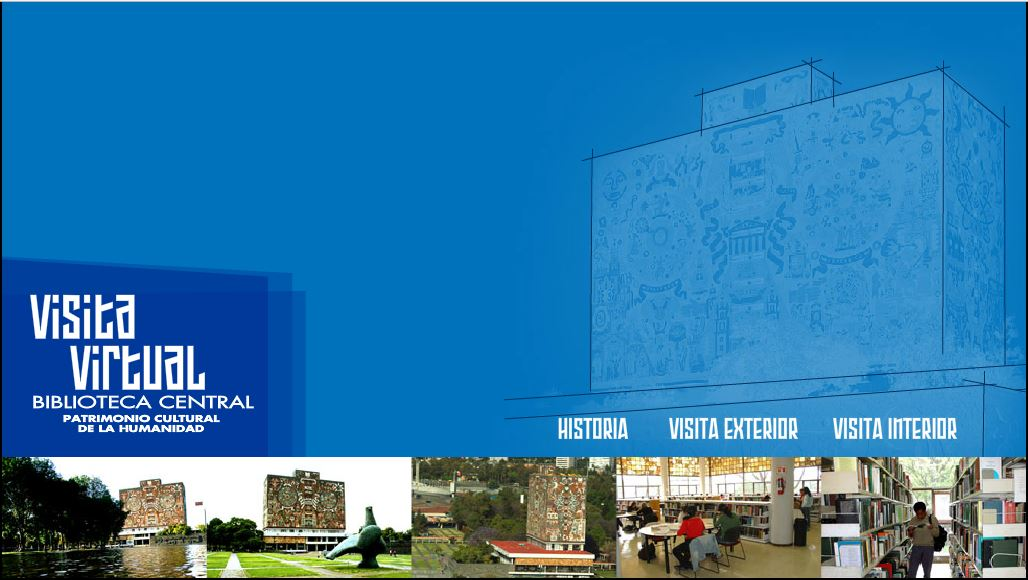 Visita
Virtual
BIBLIOTECA CENTRAL
PATRIMONIO CULTURAL
DE LA HUMANIDAD
HISTORIA
VISITA EXTERIOR
VISITA INTERIOR